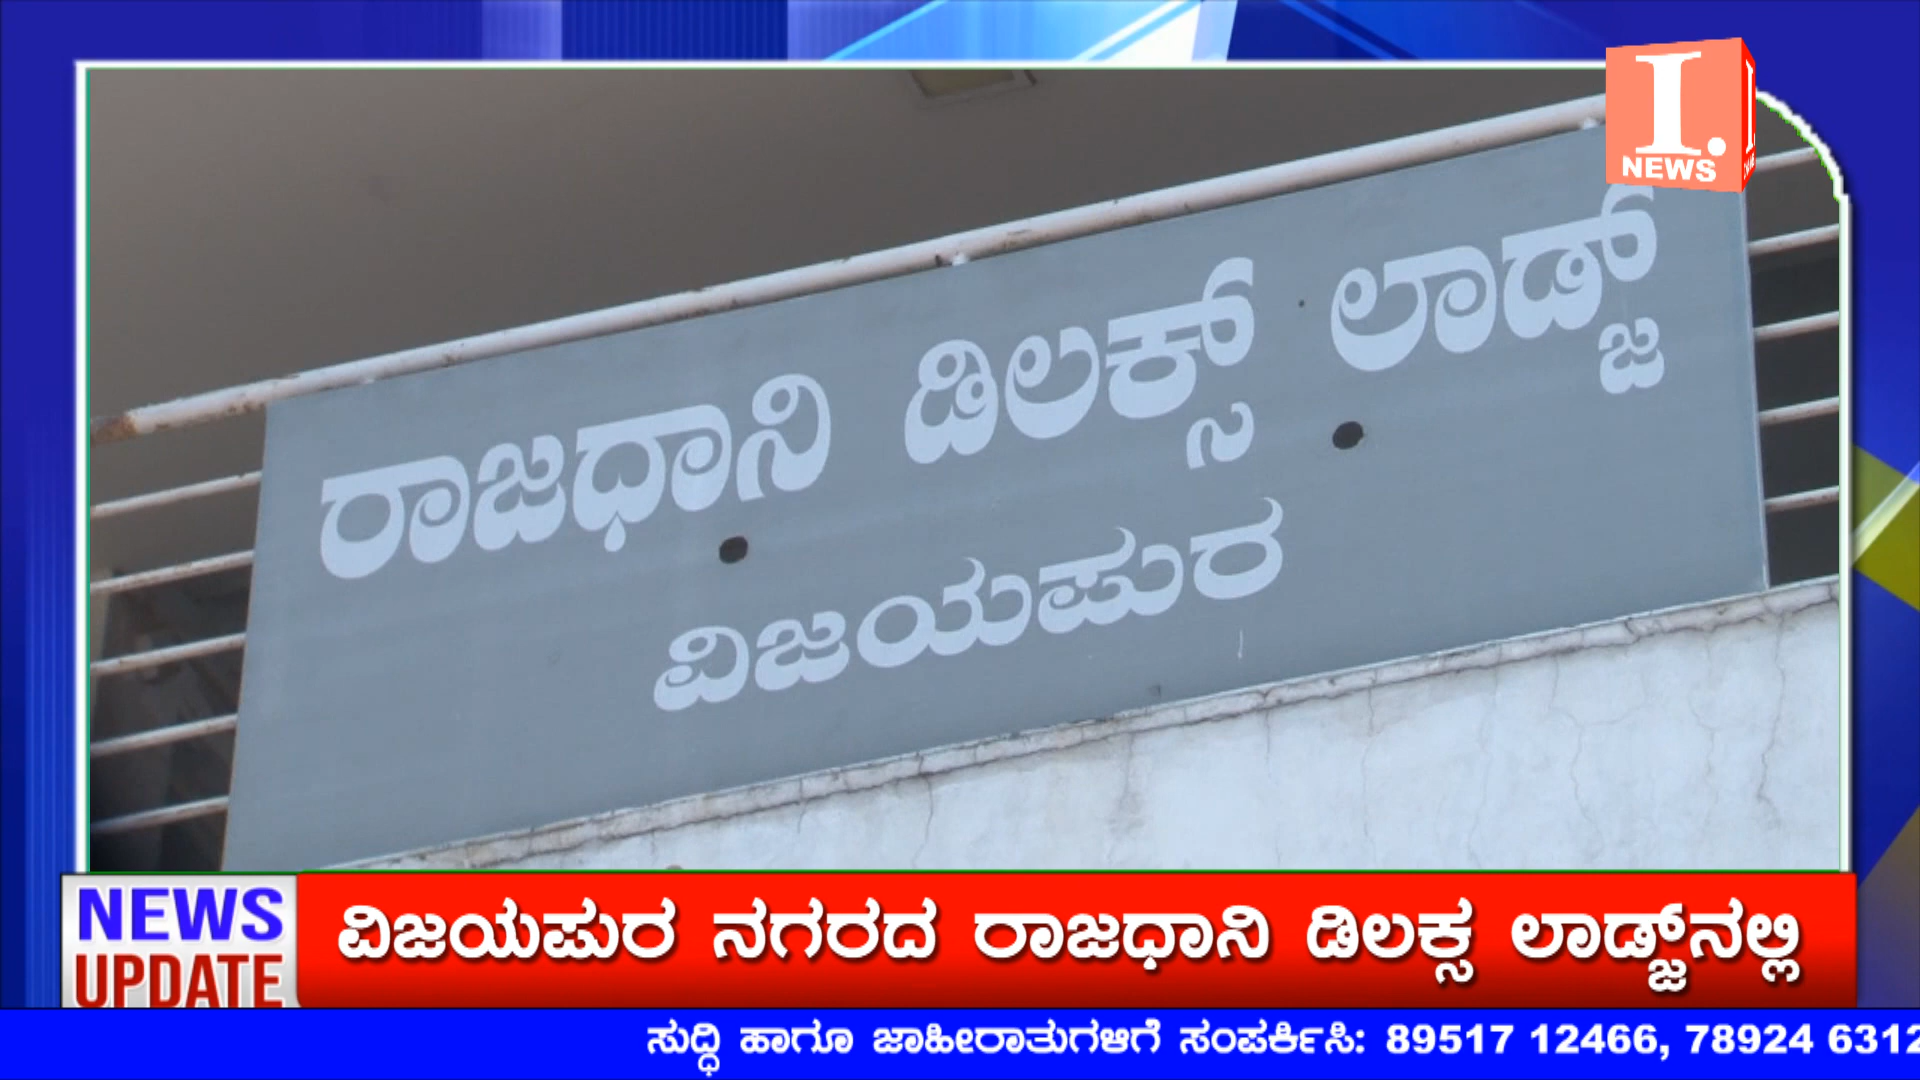 I.
NEWS
ರಾಜಧಾನಿ ಡಿಲಕ್ಸ್ ಲಾಡ್ಜ್
ವಿಜಯಪುರ
NEWS
UPDATE
ವಿಜಯಪುರ ನಗರದ ರಾಜಧಾನಿ ಡಿಲಕ್ಸ ಲಾಡ್ಜ್‌ನಲ್ಲಿ
ಸುದ್ಧಿ ಹಾಗೂ ಜಾಹೀರಾತುಗಳಿಗೆ ಸಂಪರ್ಕಿಸಿ: 89517 12466, 78924 6312